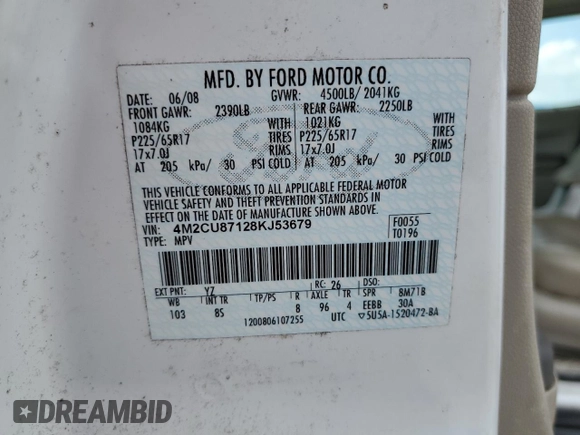 MFD. BY FORD MOTOR CO.
DATE: 06/08 GVWR: 4500LB/ 2041KG
FRONT GAWR: 2390LB REAR GAWR: 2250LB
1084KG WITH 1021KG WITH
P225/65R17 TIRES P225/65R17 TIRES
17x7.0J RIMS 17x7.0J RIMS
AT 205 kPa/ 30 PSI COLD AT 205 kPa/ 30 PSI COLD
THIS VEHICLE CONFORMS TO ALL APPLICABLE FEDERAL MOTOR
VEHICLE SAFETY AND THEFT PREVENTION STANDARDS
IN EFFECT ON THE DATE OF MANUFACTURE SHOWN ABOVE.
VIN: 4M2CU87128KJ53679 F0055
TYPE: MPV T0196
EXT PNT: YZ RC: 26 DSO:
WB INT TR TP/PS R AXLE TR SPR 8M71B
103 8S 8 96 4 EEBB 30A
1200806107255 UTC ▽5U5A-1520472-BA
Ford
DREAMBID